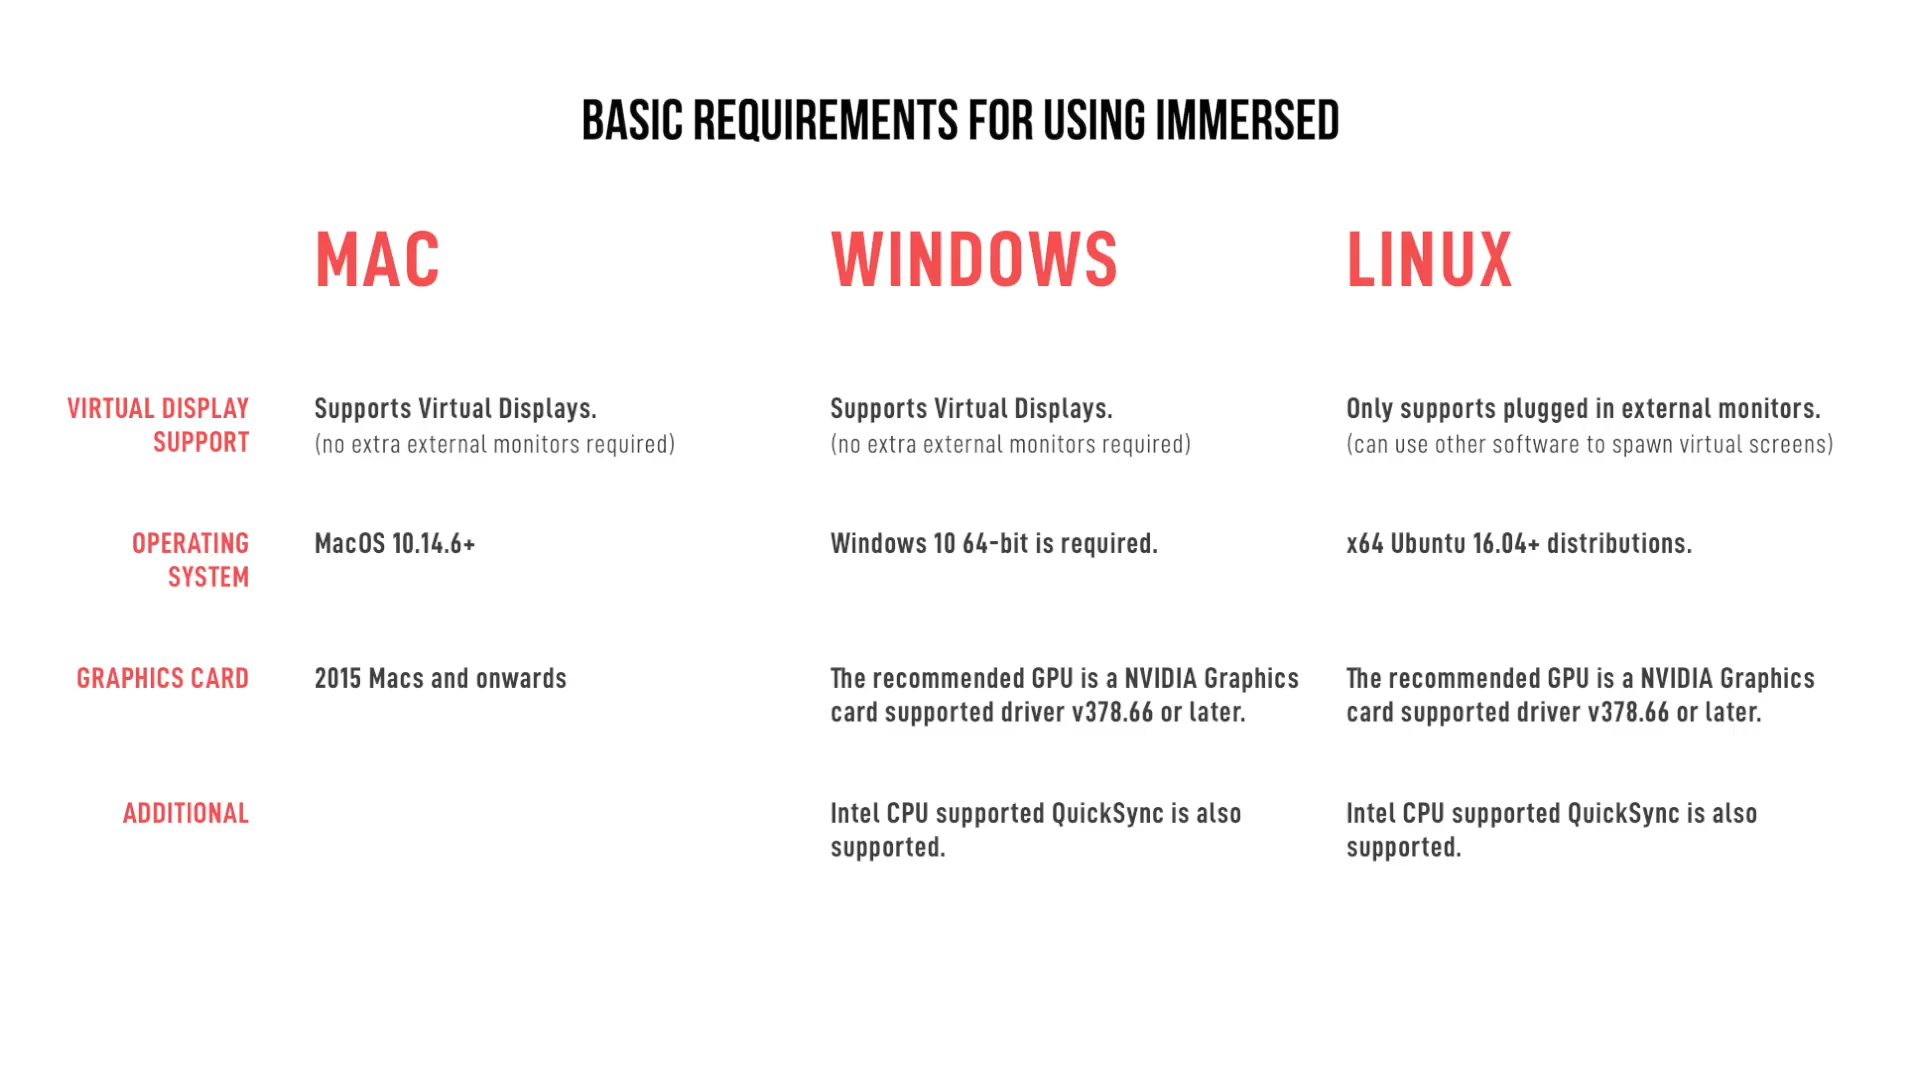 BASIC REQUIREMENTS FOR USING IMMERSED
MAC
WINDOWS
LINUX
VIRTUAL DISPLAY
SUPPORT
Supports Virtual Displays.
(no extra external monitors required)
Supports Virtual Displays.
(no extra external monitors required)
Only supports plugged in external monitors.
(can use other software to spawn virtual screens)
OPERATING
SYSTEM
MacOS 10.14.6+
Windows 10 64-bit is required.
x64 Ubuntu 16.04+ distributions.
GRAPHICS CARD
2015 Macs and onwards
The recommended GPU is a NVIDIA Graphics
card supported driver v378.66 or later.
The recommended GPU is a NVIDIA Graphics
card supported driver v378.66 or later.
ADDITIONAL
Intel CPU supported QuickSync is also
supported.
Intel CPU supported QuickSync is also
supported.